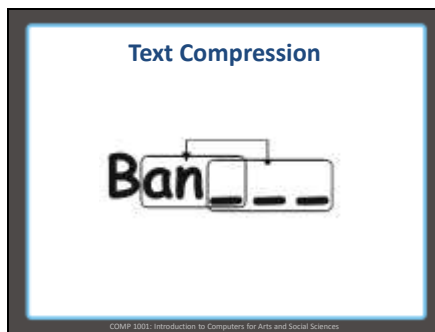 Text Compression
Ban_ _ _
COMP 1001: Introduction to Computers for Arts and Social Sciences